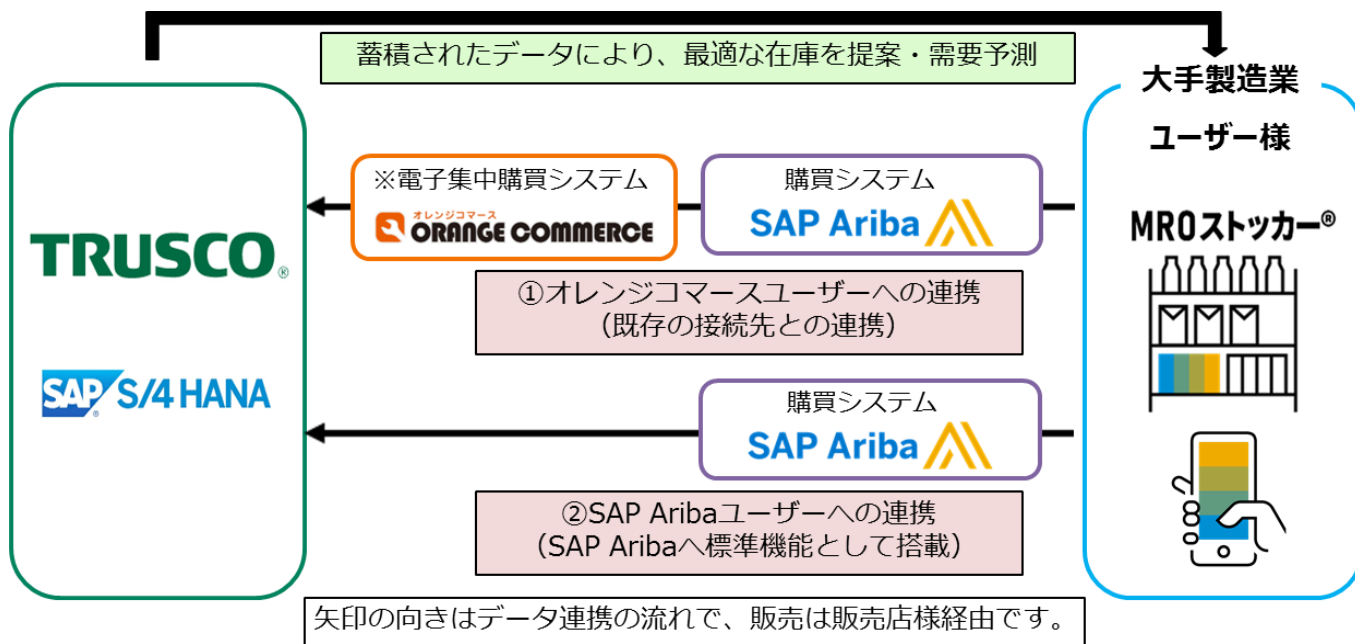 蓄積されたデータにより、最適な在庫を提案・需要予測
大手製造業
ユーザー様
※電子集中購買システム
オレンジコマース
ORANGE COMMERCE
購買システム
SAP Ariba
MROストッカー®
TRUSCO®
①オレンジコマースユーザーへの連携
（既存の接続先との連携）
SAP® S/4 HANA
購買システム
SAP Ariba
②SAP Aribaユーザーへの連携
（SAP Aribaへ標準機能として搭載）
矢印の向きはデータ連携の流れで、販売は販売店様経由です。